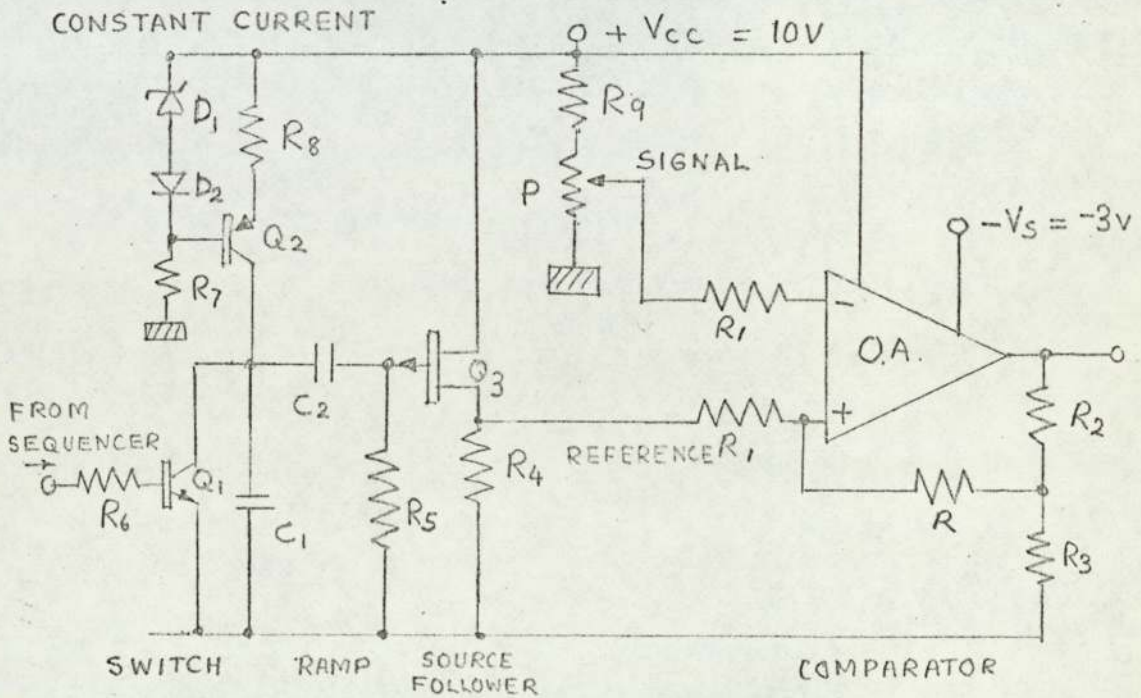 CONSTANT CURRENT
+ Vcc = 10V
D1
R8
R9
D2
SIGNAL
P
Q2
-Vs = -3v
R7
R1
-
O.A.
C2
Q3
+
R2
FROM
SEQUENCER
Q1
R4
REFERENCE R1
R6
C1
R5
R
R3
SWITCH RAMP SOURCE FOLLOWER COMPARATOR